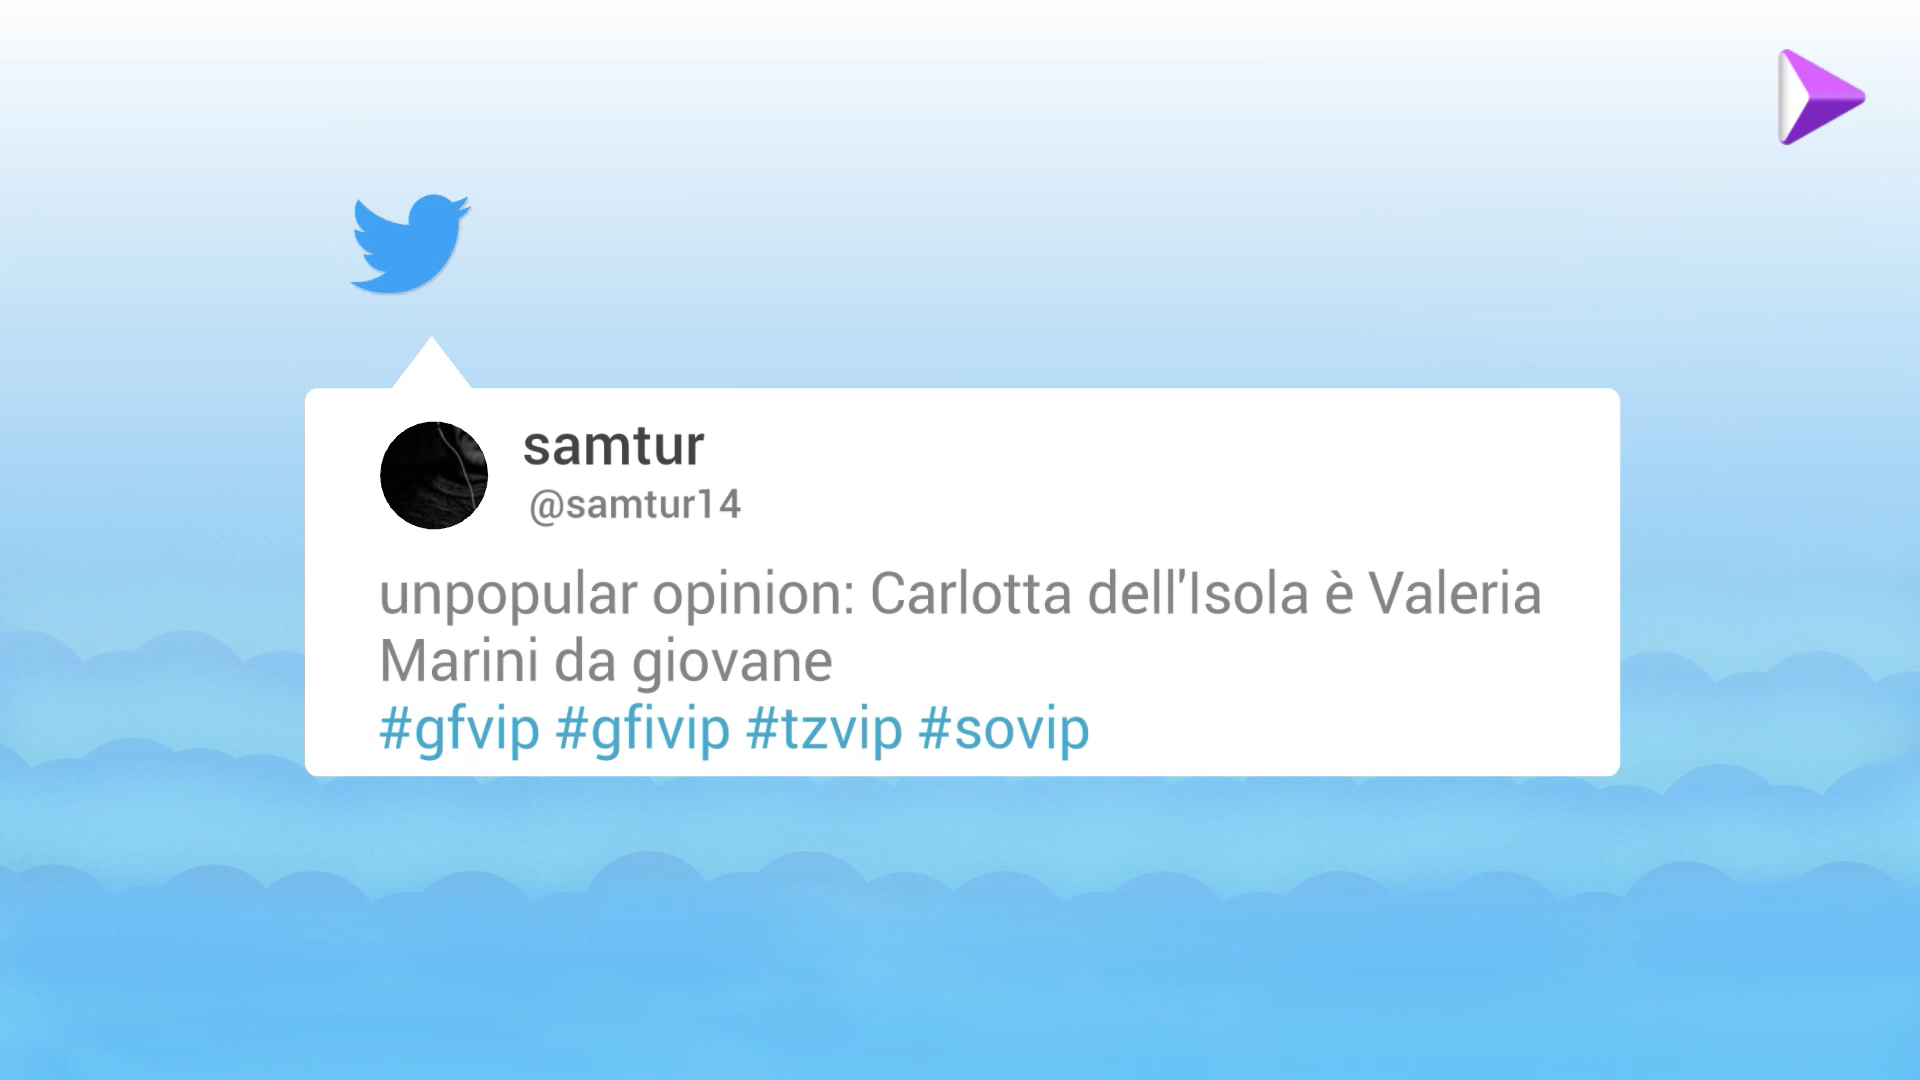 samtur
@samtur14
unpopular opinion: Carlotta dell'Isola è Valeria
Marini da giovane
#gfvip #gfivip #tzvip #sovip